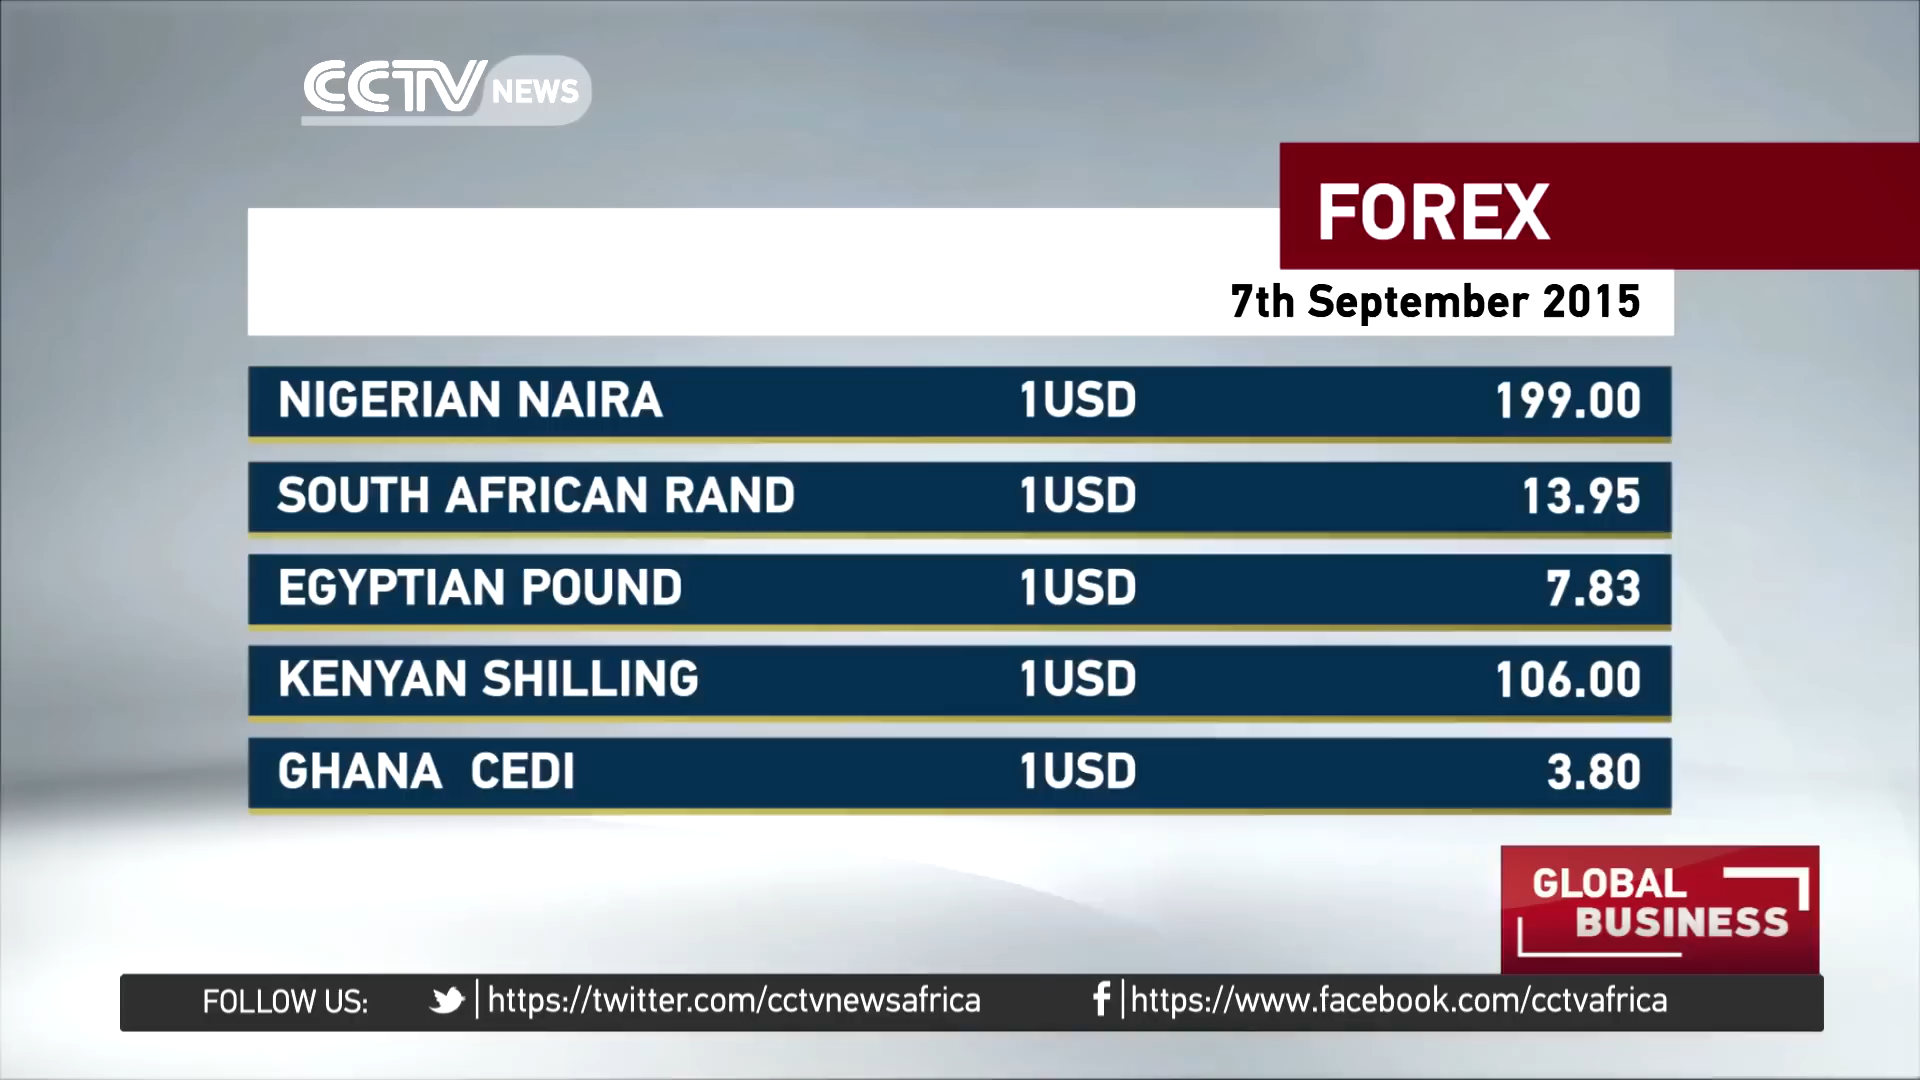 CCTV NEWS
FOREX
7th September 2015
NIGERIAN NAIRA 1USD 199.00
SOUTH AFRICAN RAND 1USD 13.95
EGYPTIAN POUND 1USD 7.83
KENYAN SHILLING 1USD 106.00
GHANA CEDI 1USD 3.80
GLOBAL
BUSINESS
FOLLOW US: |https://twitter.com/cctvnewsafrica f|https://www.facebook.com/cctvafrica